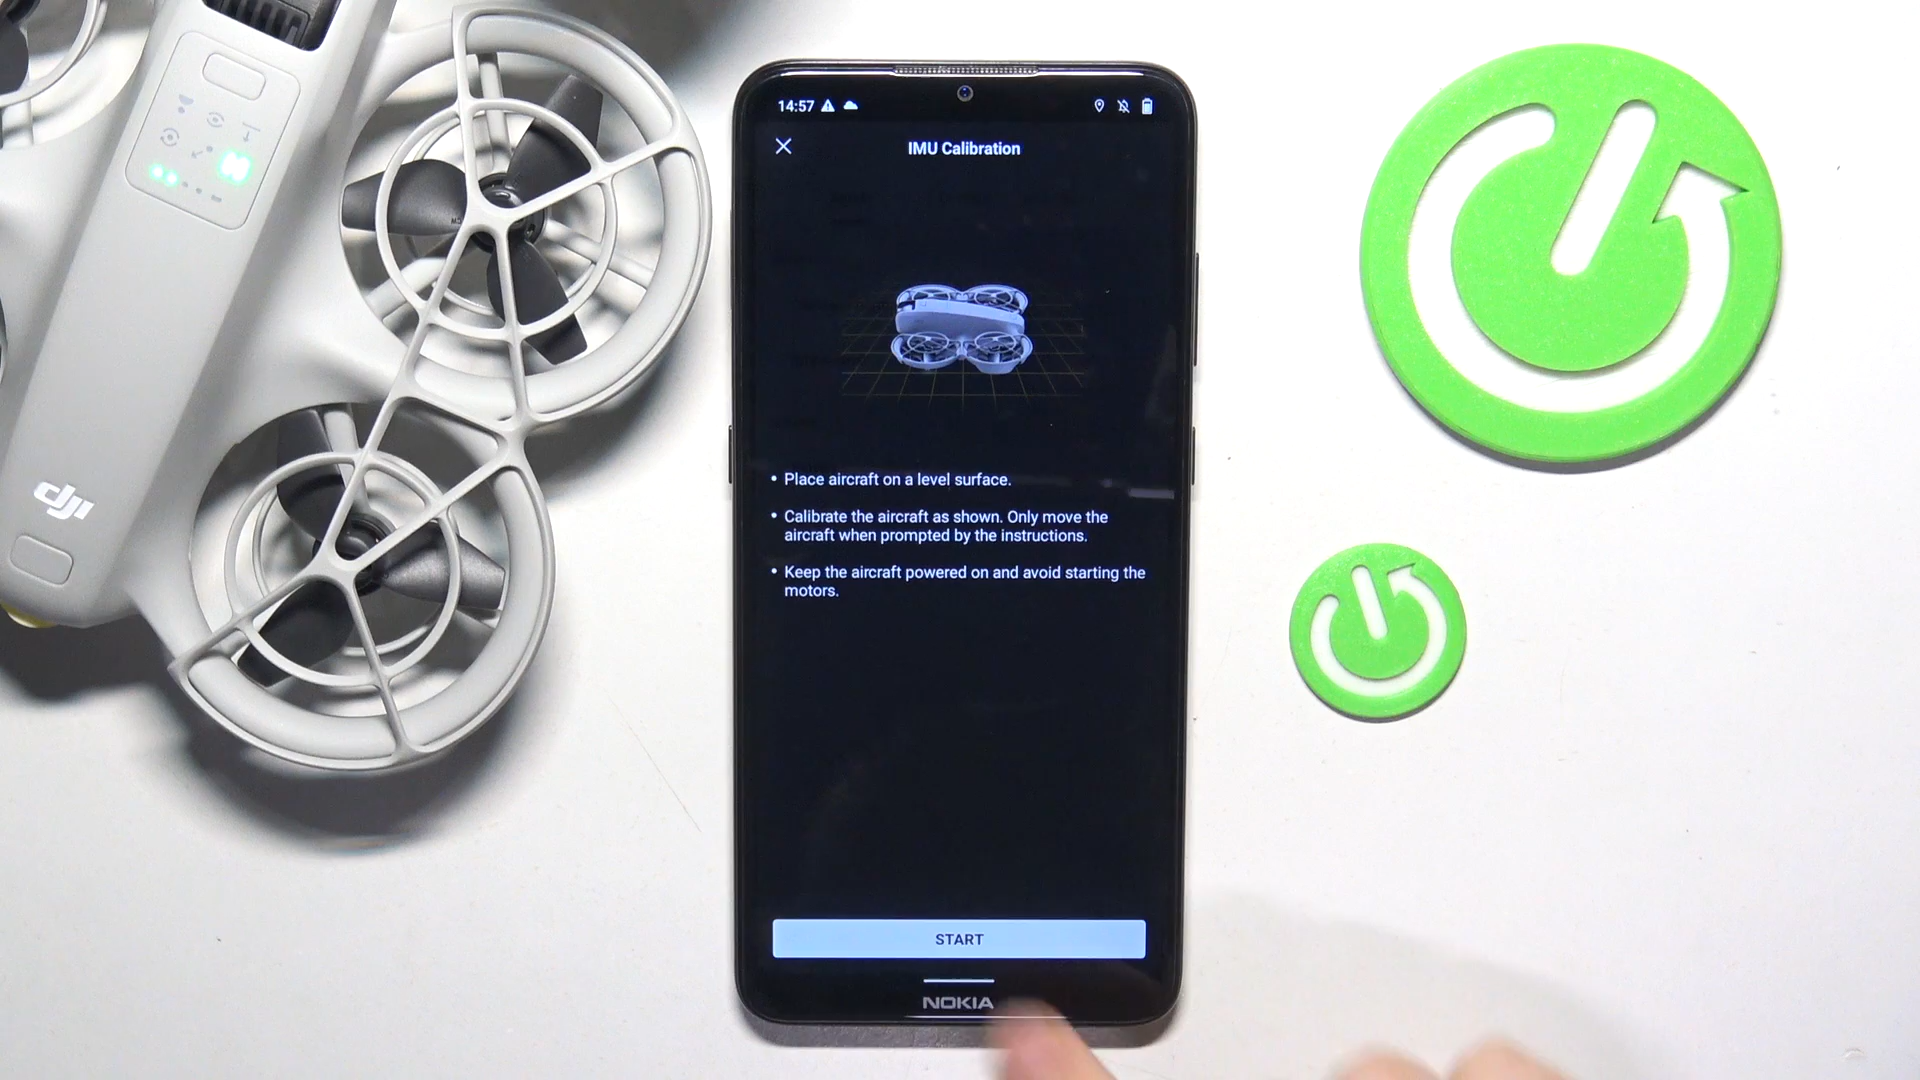 14:57
IMU Calibration
• Place aircraft on a level surface.
• Calibrate the aircraft as shown. Only move the
aircraft when prompted by the instructions.
• Keep the aircraft powered on and avoid starting the
motors.
START
NOKIA
dji